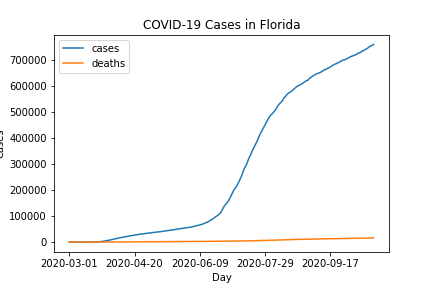 COVID-19 Cases in Florida
cases
deaths
700000
600000
500000
400000
300000
200000
100000
0
cases
2020-03-01 2020-04-20 2020-06-09 2020-07-29 2020-09-17
Day